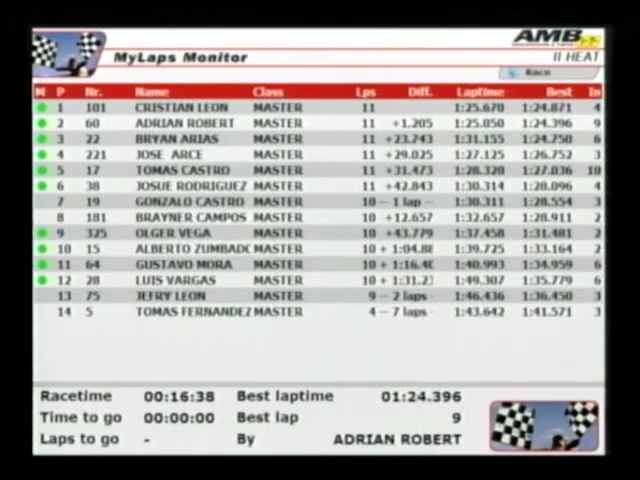 AMB
MyLaps Monitor
II HEAT
Race
M P Nr. Name Class Lps Diff. Laptime Best In
1 101 CRISTIAN LEON MASTER 11 1:25.670 1:24.871 4
2 60 ADRIAN ROBERT MASTER 11 +1.205 1:25.050 1:24.396 9
3 22 BRYAN ARIAS MASTER 11 +23.743 1:31.155 1:24.750 6
4 221 JOSE ARCE MASTER 11 +29.025 1:27.125 1:26.752 3
5 17 TOMAS CASTRO MASTER 11 +31.473 1:28.320 1:27.036 10
6 38 JOSUE RODRIGUEZ MASTER 11 +42.843 1:30.314 1:28.096 4
7 19 GONZALO CASTRO MASTER 10 -- 1 lap -- 1:30.311 1:28.554 3
8 181 BRAYNER CAMPOS MASTER 10 +12.657 1:32.657 1:28.911 2
9 325 OLGER VEGA MASTER 10 +43.779 1:37.458 1:31.481 2
10 15 ALBERTO ZUMBADO MASTER 10 + 1:04.88 1:39.725 1:33.164 2
11 64 GUSTAVO MORA MASTER 10 + 1:16.40 1:40.993 1:34.959 6
12 28 LUIS VARGAS MASTER 10 + 1:31.23 1:49.307 1:35.779 6
13 75 JEFRY LEON MASTER 9 -- 2 laps 1:46.436 1:36.450 3
14 5 TOMAS FERNANDEZ MASTER 4 -- 7 laps 1:43.642 1:41.571 3
Racetime 00:16:38 Best laptime 01:24.396
Time to go 00:00:00 Best lap 9
Laps to go - By ADRIAN ROBERT